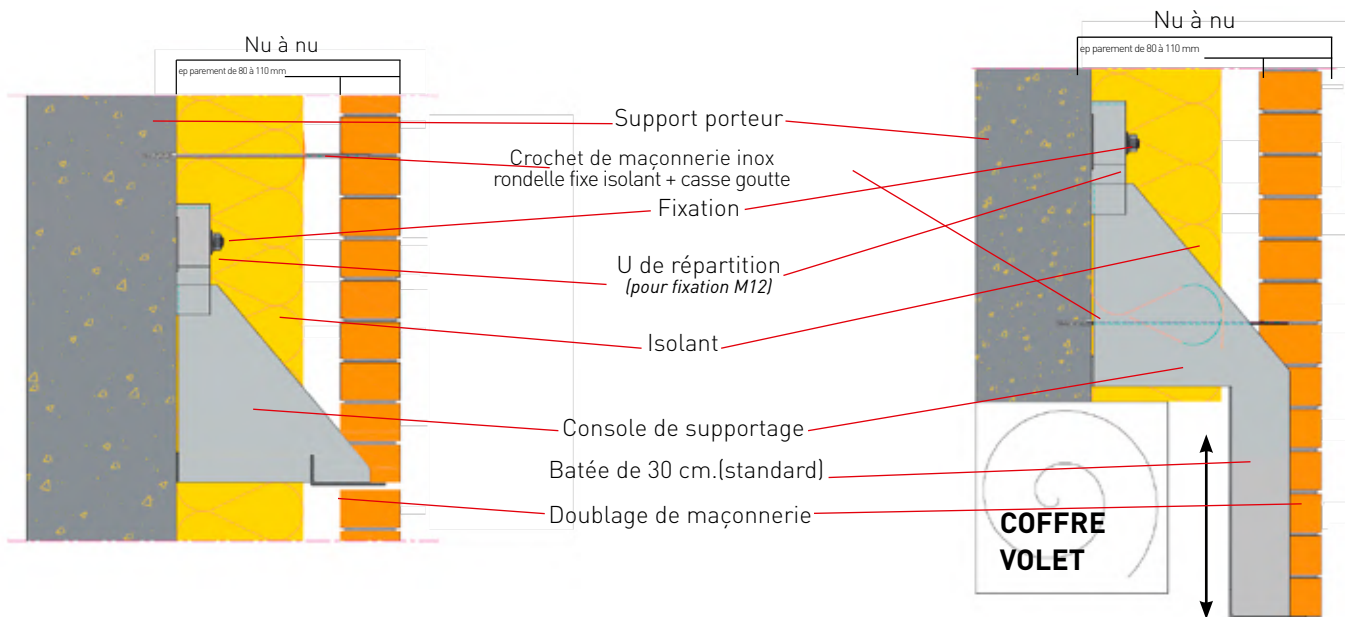 Nu à nu
ep parement de 80 à 110 mm
Nu à nu
ep parement de 80 à 110 mm
Support porteur
Crochet de maçonnerie inox
rondelle fixe isolant + casse goutte
Fixation
U de répartition
(pour fixation M12)
Isolant
Console de supportage
Batée de 30 cm.(standard)
Doublage de maçonnerie
COFFRE
VOLET